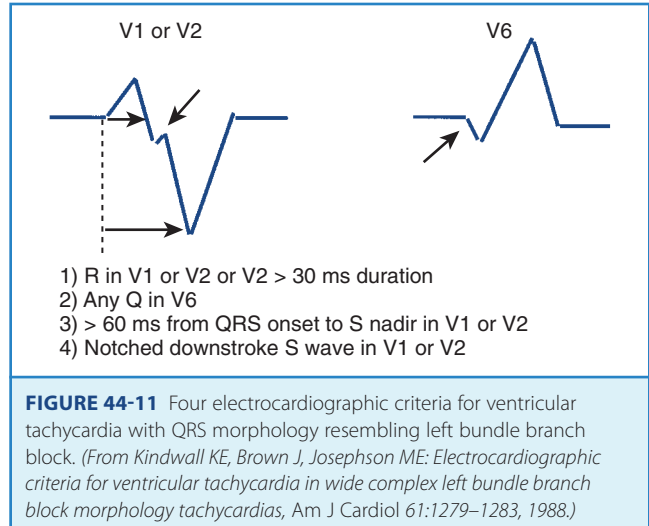 V1 or V2
V6
1) R in V1 or V2 or V2 > 30 ms duration
2) Any Q in V6
3) > 60 ms from QRS onset to S nadir in V1 or V2
4) Notched downstroke S wave in V1 or V2
FIGURE 44-11 Four electrocardiographic criteria for ventricular
tachycardia with QRS morphology resembling left bundle branch
block. (From Kindwall KE, Brown J, Josephson ME: Electrocardiographic
criteria for ventricular tachycardia in wide complex left bundle branch
block morphology tachycardias, Am J Cardiol 61:1279–1283, 1988.)